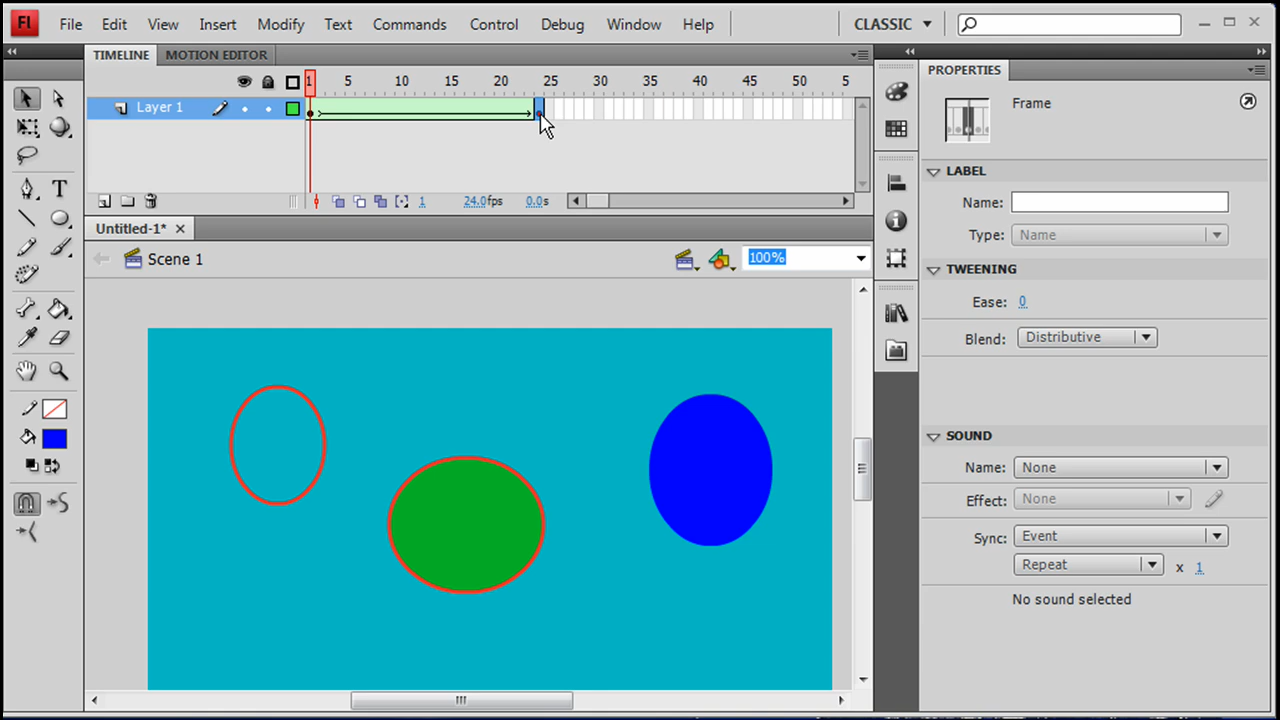 Fl File Edit View Insert Modify Text Commands Control Debug Window Help CLASSIC
TIMELINE MOTION EDITOR
1 5 10 15 20 25 30 35 40 45 50 5
Layer 1
1 24.0fps 0.0s
Untitled-1*
Scene 1 100%
T
PROPERTIES
Frame
LABEL
Name:
Type: Name
TWEENING
Ease: 0
Blend: Distributive
SOUND
Name: None
Effect: None
Sync: Event
Repeat x 1
No sound selected